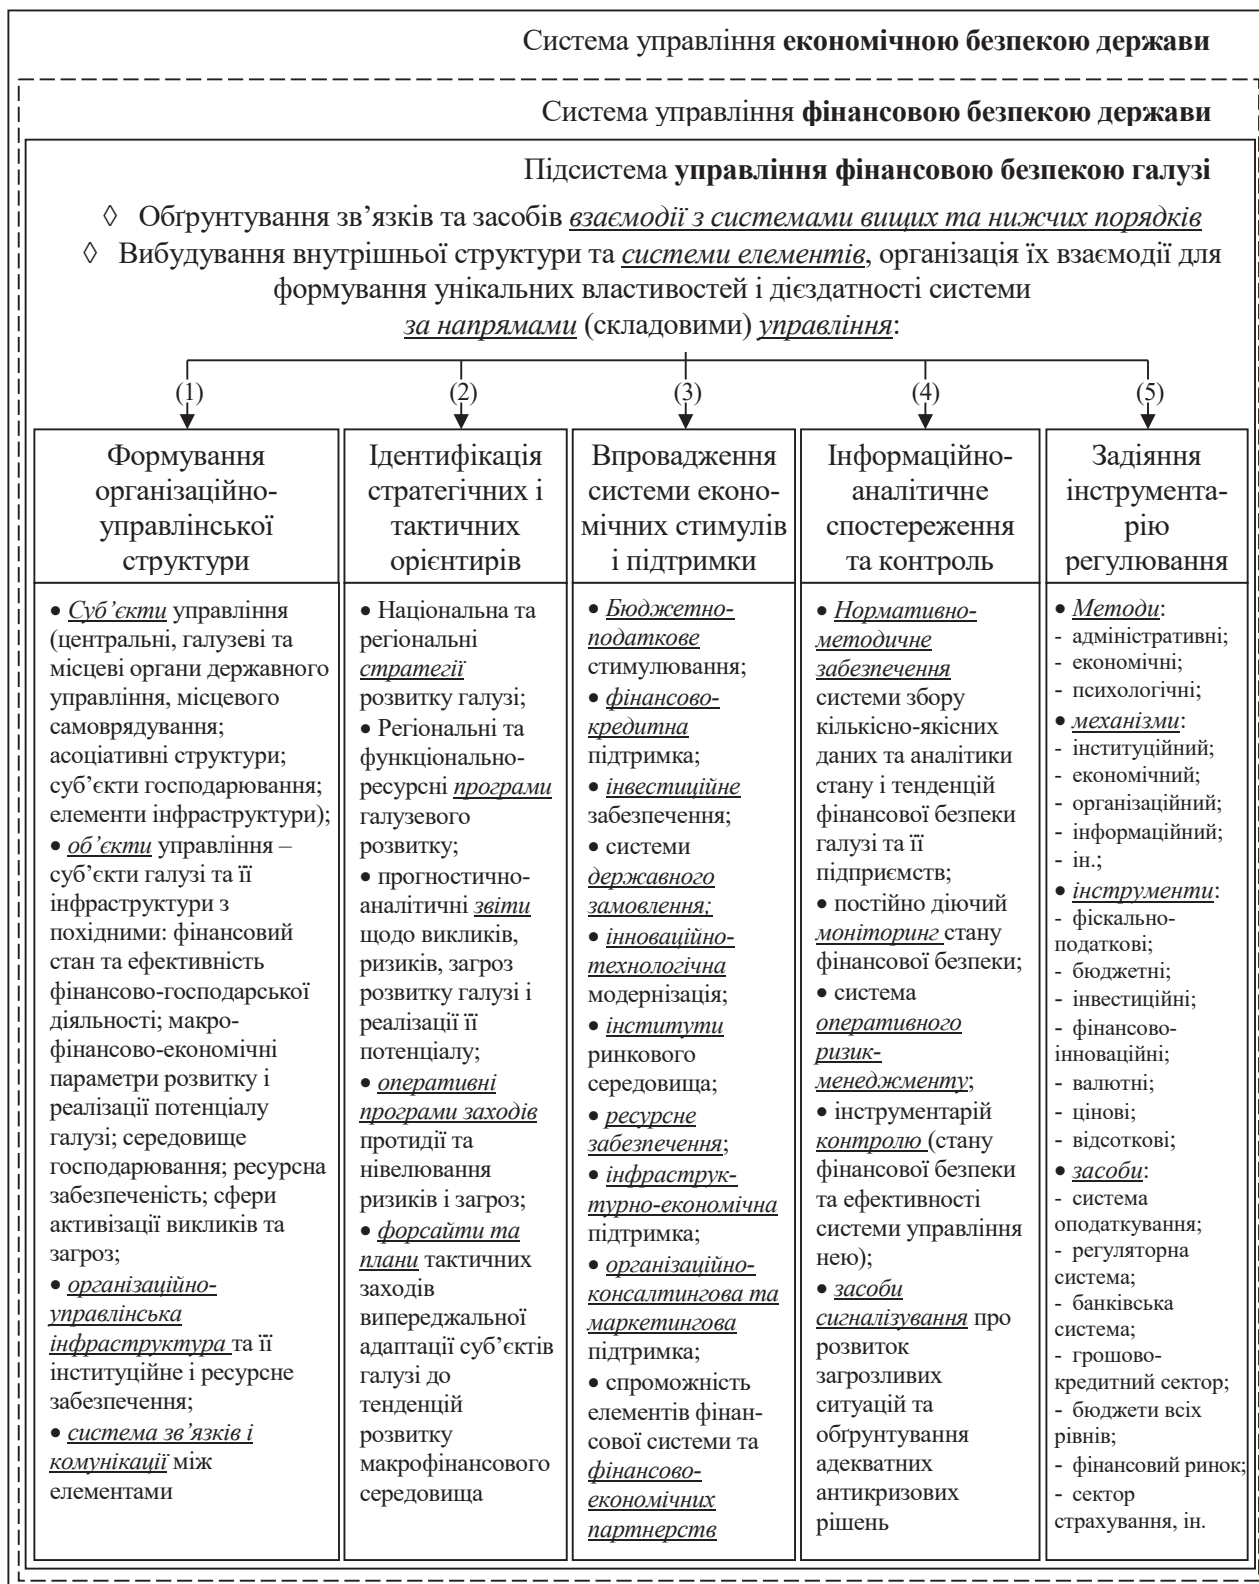 Система управління економічною безпекою держави
Система управління фінансовою безпекою держави
Підсистема управління фінансовою безпекою галузі
◊ Обґрунтування зв’язків та засобів взаємодії з системами вищих та нижчих порядків
◊ Вибудування внутрішньої структури та системи елементів, організація їх взаємодії для
формування унікальних властивостей і дієздатності системи
за напрямами (складовими) управління:
(1)
(2)
(3)
(4)
(5)
Формування
організаційно-
управлінської
структури
Ідентифікація
стратегічних і
тактичних
орієнтирів
Впровадження
системи еконо-
мічних стимулів
і підтримки
Інформаційно-
аналітичне
спостереження
та контроль
Задіяння
інструмента-
рію
регулювання
• Суб’єкти управління
(центральні, галузеві та
місцеві органи державного
управління, місцевого
самоврядування;
асоціативні структури;
суб’єкти господарювання;
елементи інфраструктури);
• об’єкти управління –
суб’єкти галузі та її
інфраструктури з
похідними: фінансовий
стан та ефективність
фінансово-господарської
діяльності; макро-
фінансово-економічні
параметри розвитку і
реалізації потенціалу
галузі; середовище
господарювання; ресурсна
забезпеченість; сфери
активізації викликів та
загроз;
• організаційно-
управлінська
інфраструктура та її
інституційне і ресурсне
забезпечення;
• система зв’язків і
комунікації між
елементами
• Національна та
регіональні
стратегії
розвитку галузі;
• Регіональні та
функціонально-
ресурсні програми
галузевого
розвитку;
• прогностично-
аналітичні звіти
щодо викликів,
ризиків, загроз
розвитку галузі і
реалізації її
потенціалу;
• оперативні
програми заходів
протидії та
нівелювання
ризиків і загроз;
• форсайти та
плани тактичних
заходів
випереджальної
адаптації суб’єктів
галузі до
тенденцій
розвитку
макрофінансового
середовища
• Бюджетно-
податкове
стимулювання;
• фінансово-
кредитна
підтримка;
• інвестиційне
забезпечення;
• системи
державного
замовлення;
• інноваційно-
технологічна
модернізація;
• інститути
ринкового
середовища;
• ресурсне
забезпечення;
• інфраструк-
турно-економічна
підтримка;
• організаційно-
консалтингова та
маркетингова
підтримка;
• спроможність
елементів фінан-
сової системи та
фінансово-
економічних
партнерств
• Нормативно-
методичне
забезпечення
системи збору
кількісно-якісних
даних та аналітики
стану і тенденцій
фінансової безпеки
галузі та її
підприємств;
• постійно діючий
моніторинг стану
фінансової безпеки;
• система
оперативного
ризик-
менеджменту;
• інструментарій
контролю (стану
фінансової безпеки
та ефективності
системи управління
нею);
• засоби
сигналізування про
розвиток
загрозливих
ситуацій та
обґрунтування
адекватних
антикризових
рішень
• Методи:
- адміністративні;
- економічні;
- психологічні;
• механізми:
- інституційний;
- економічний;
- організаційний;
- інформаційний;
- ін.;
• інструменти:
- фіскально-
податкові;
- бюджетні;
- інвестиційні;
- фінансово-
інноваційні;
- валютні;
- цінові;
- відсоткові;
• засоби:
- система
оподаткування;
- регуляторна
система;
- банківська
система;
- грошово-
кредитний сектор;
- бюджети всіх
рівнів;
- фінансовий ринок;
- сектор
страхування, ін.